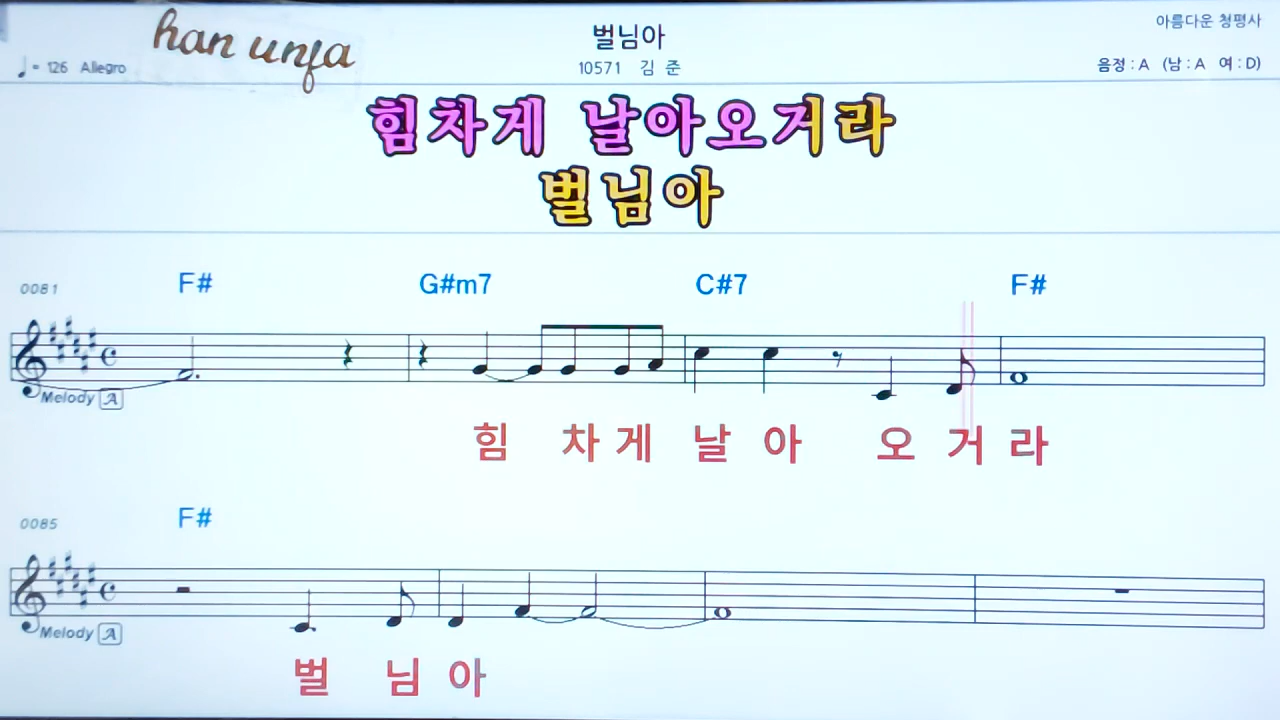 han unfa
벌님아
아름다운 청평사
♩= 126 Allegro
10571 김 준
음정 : A (남 : A 여 : D)
힘차게 날아오거라
벌님아
0081 F# G#m7 C#7 F#
Melody A
힘 차 게 날 아 오 거 라
0085 F#
Melody A
벌 님 아